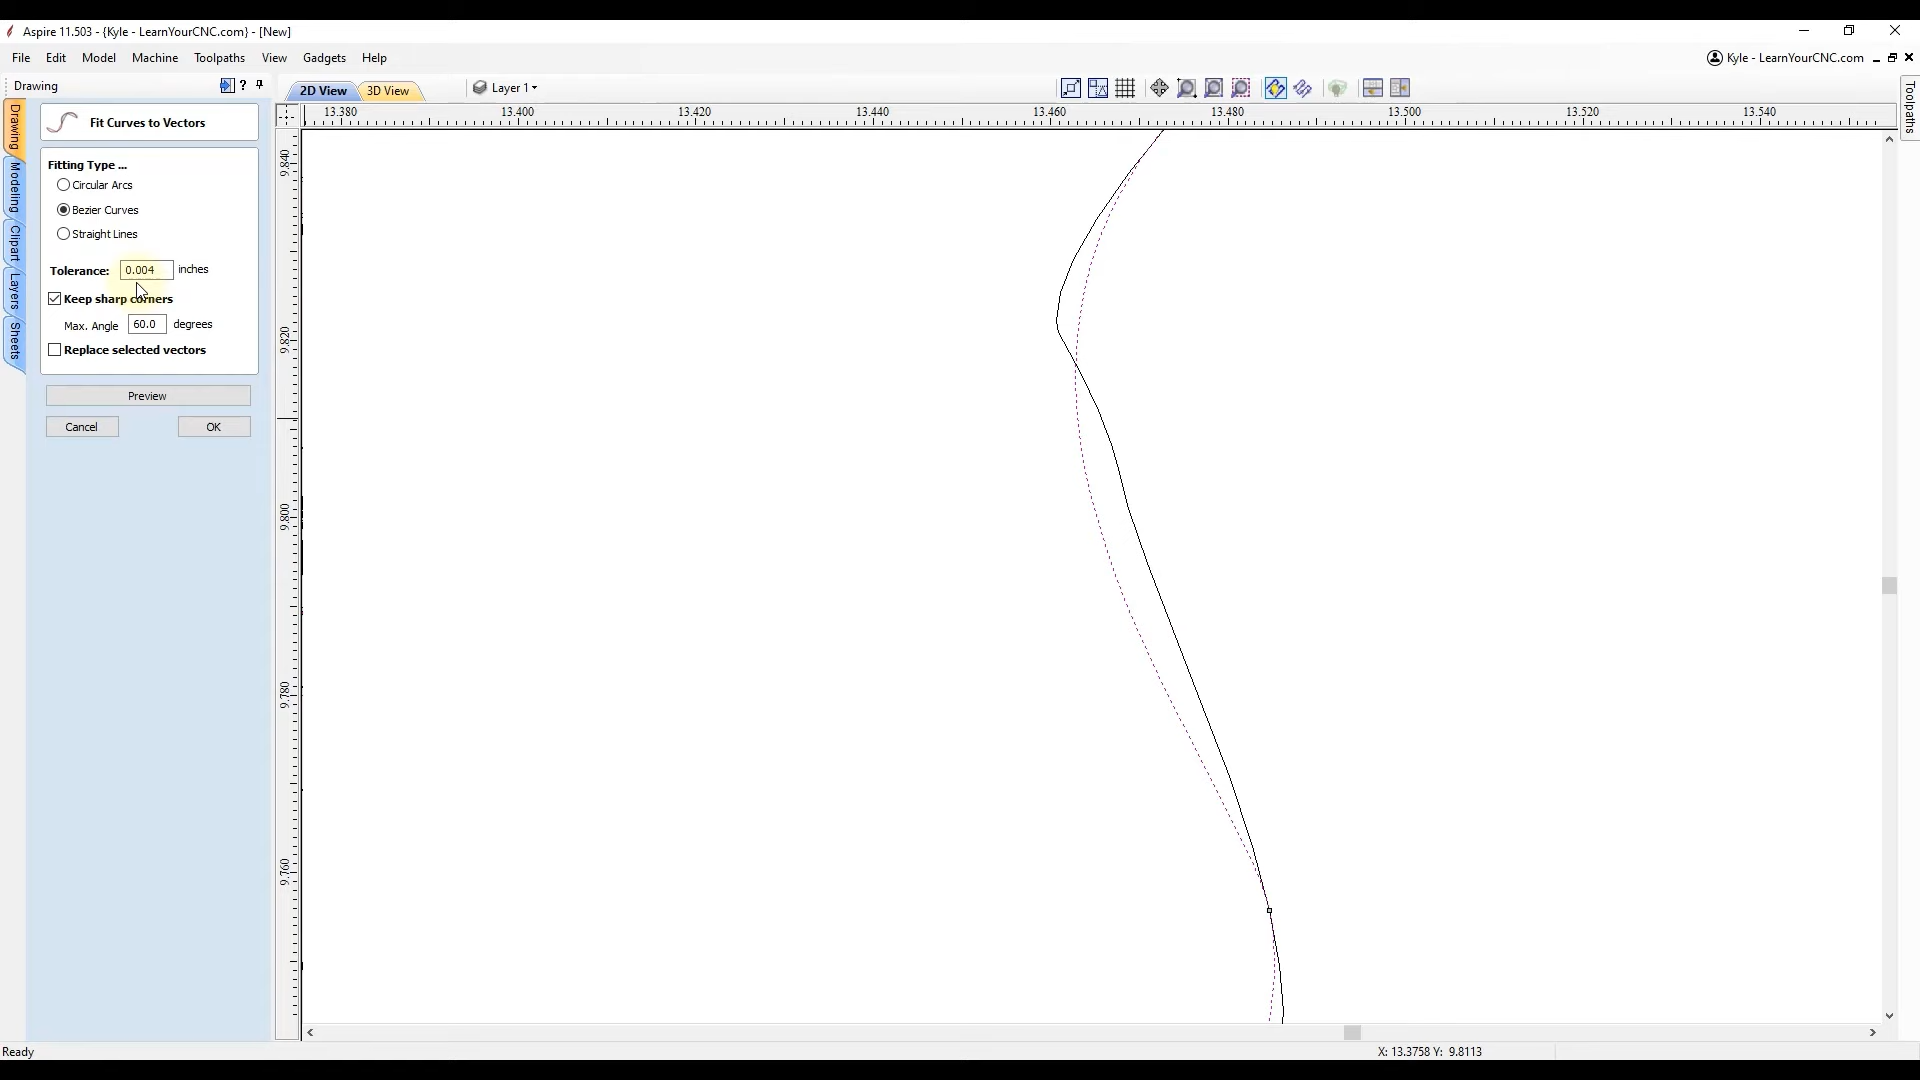 Aspire 11.503 - {Kyle - LearnYourCNC.com} - [New]
File Edit Model Machine Toolpaths View Gadgets Help
Kyle - LearnYourCNC.com
Drawing ?
2D View 3D View Layer 1
Toolpaths
Drawing
Modeling
Clipart
Layers
Sheets
Fit Curves to Vectors
Fitting Type ...
Circular Arcs
Bezier Curves
Straight Lines
Tolerance: 0.004 inches
Keep sharp corners
Max. Angle 60.0 degrees
Replace selected vectors
Preview
Cancel OK
13.380 13.400 13.420 13.440 13.460 13.480 13.500 13.520 13.540
9.840
9.820
9.800
9.780
9.760
Ready
X: 13.3758 Y: 9.8113